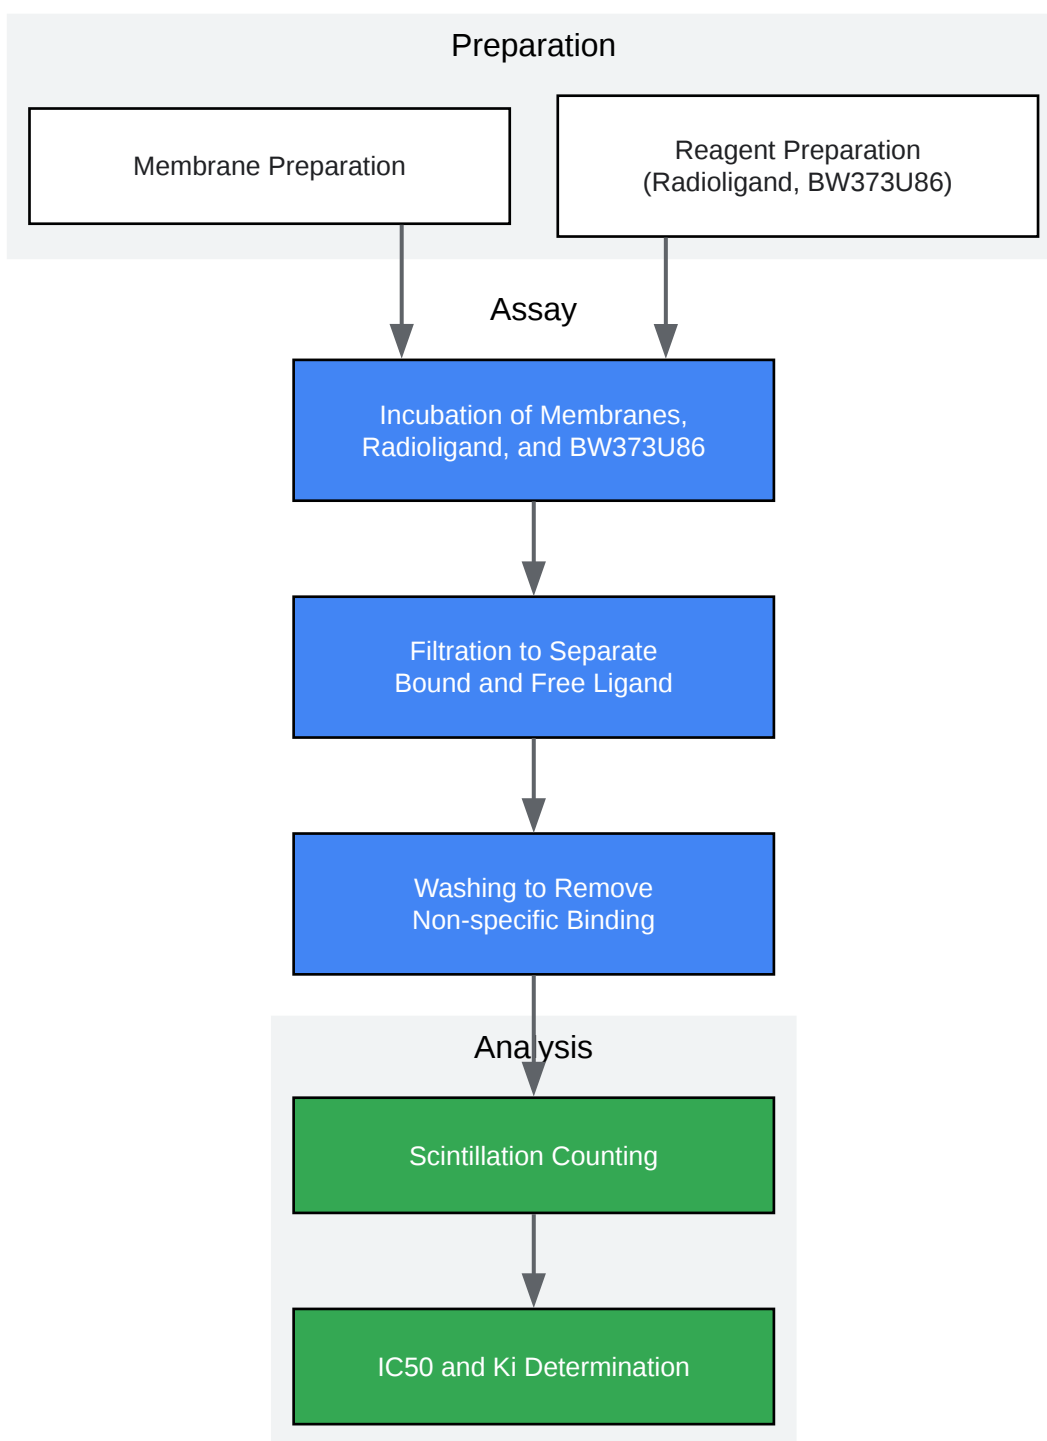 Preparation
Membrane Preparation
Reagent Preparation
(Radioligand, BW373U86)
Assay
Incubation of Membranes,
Radioligand, and BW373U86
Filtration to Separate
Bound and Free Ligand
Washing to Remove
Non-specific Binding
Analysis
Scintillation Counting
IC50 and Ki Determination